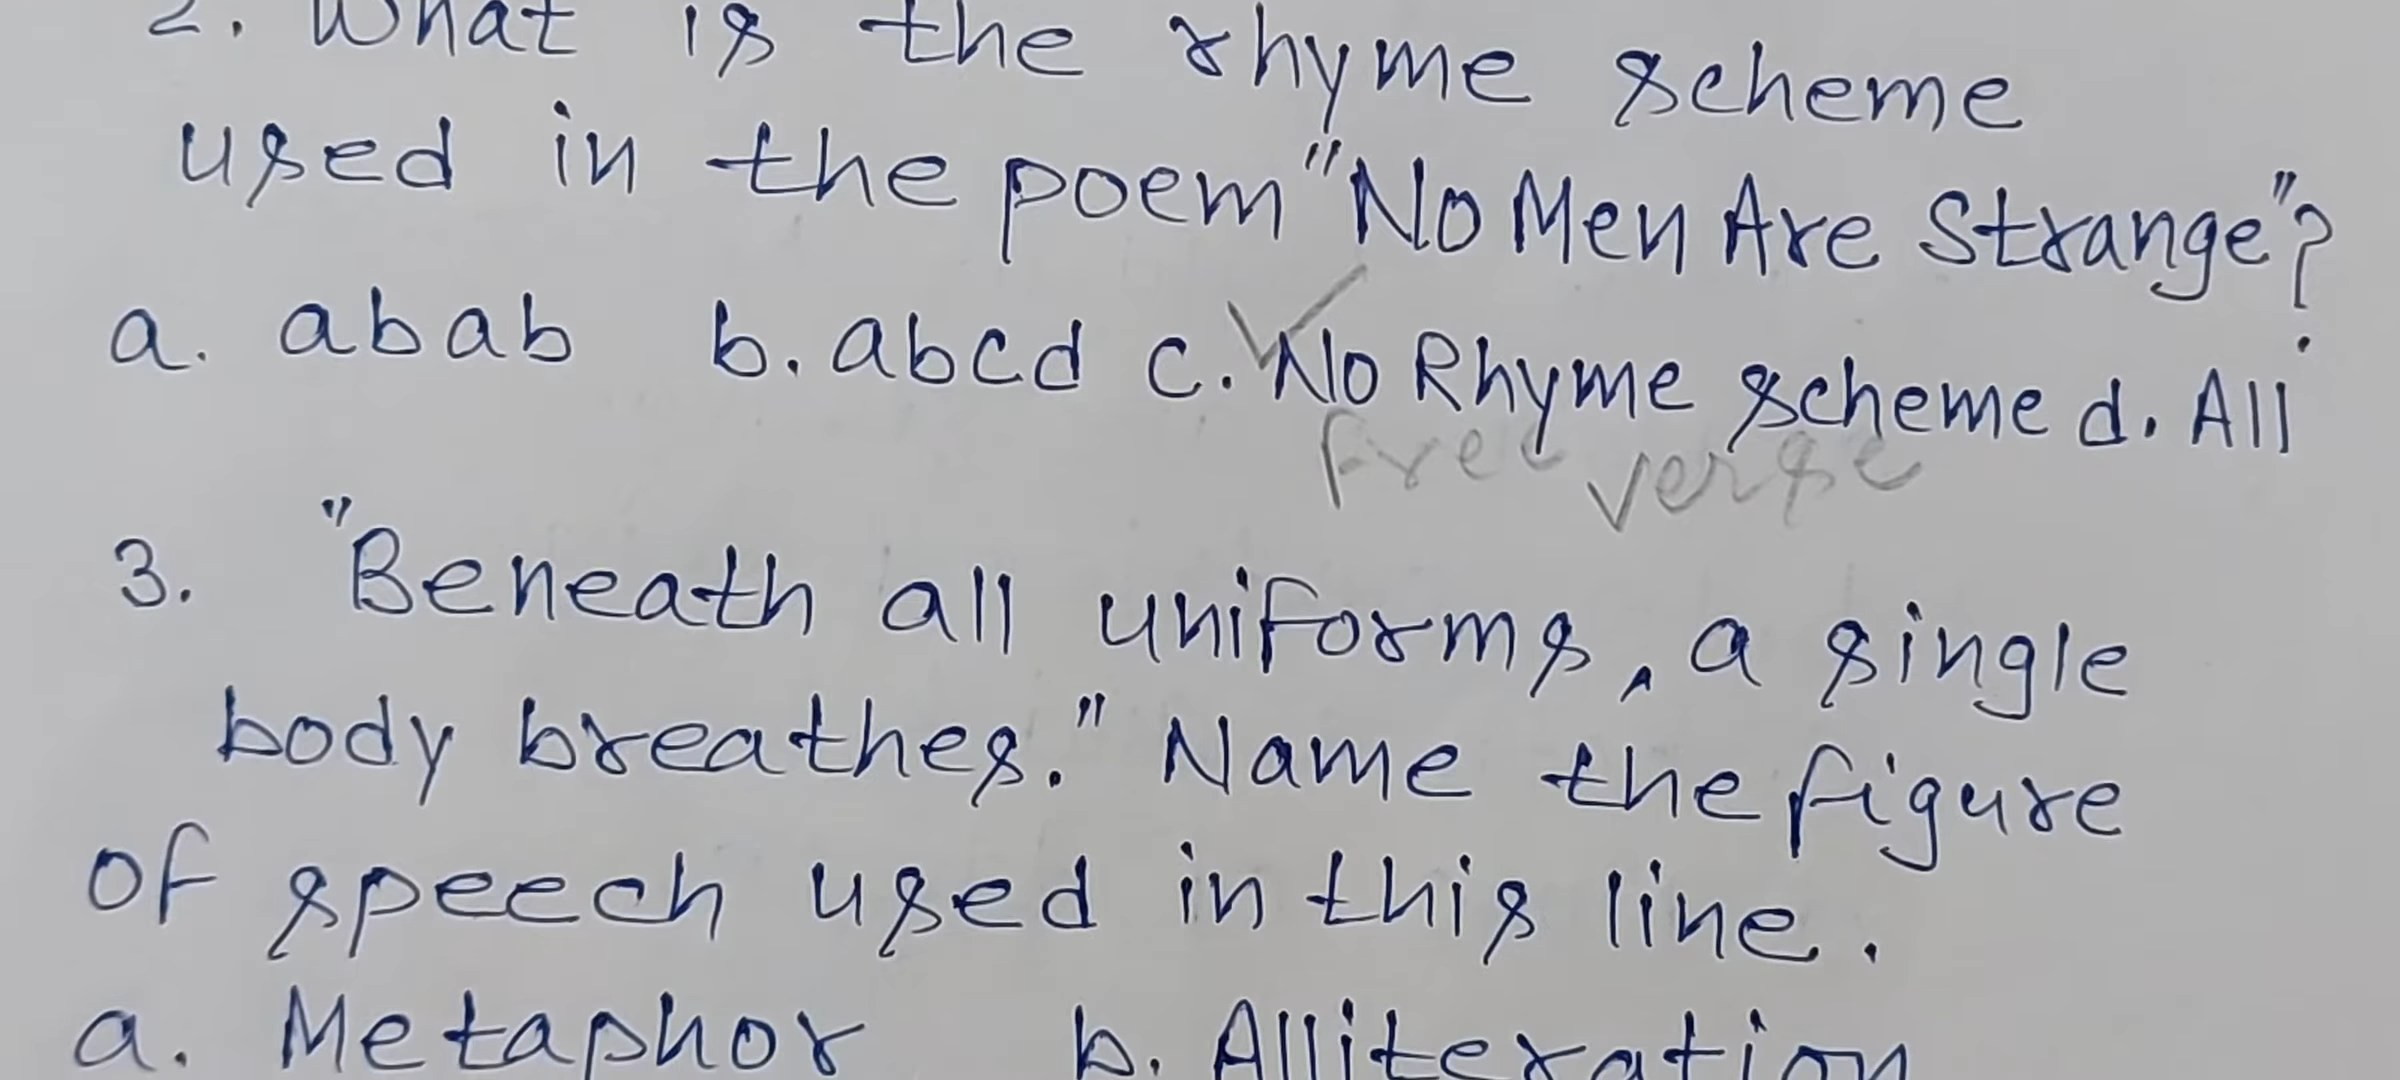 2. What is the rhyme scheme
used in the poem "No Men Are Strange"?
a. abab b. abcd c. No Rhyme scheme d. All
Free verse
3. "Beneath all uniforms, a single
body breathes." Name the figure
of speech used in this line.
a. Metaphor b. Alliteration